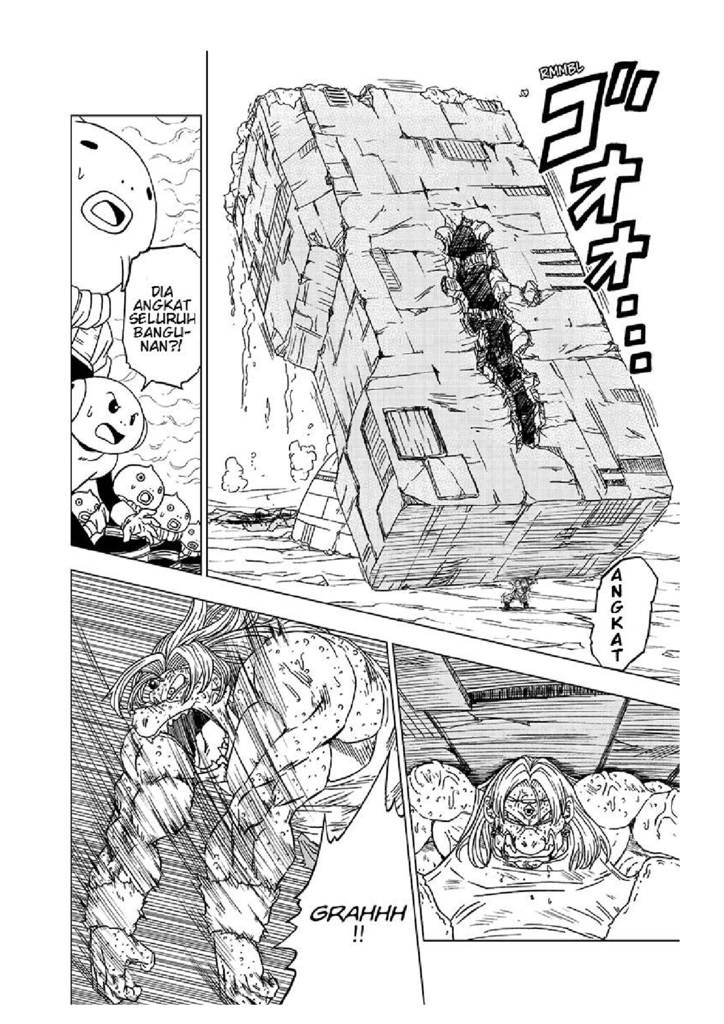 RMMBL
ゴオオ...
DIA
ANGKAT
SELURUH
BANGU-
NAN?!
ANGKAT
GRAHHH
!!